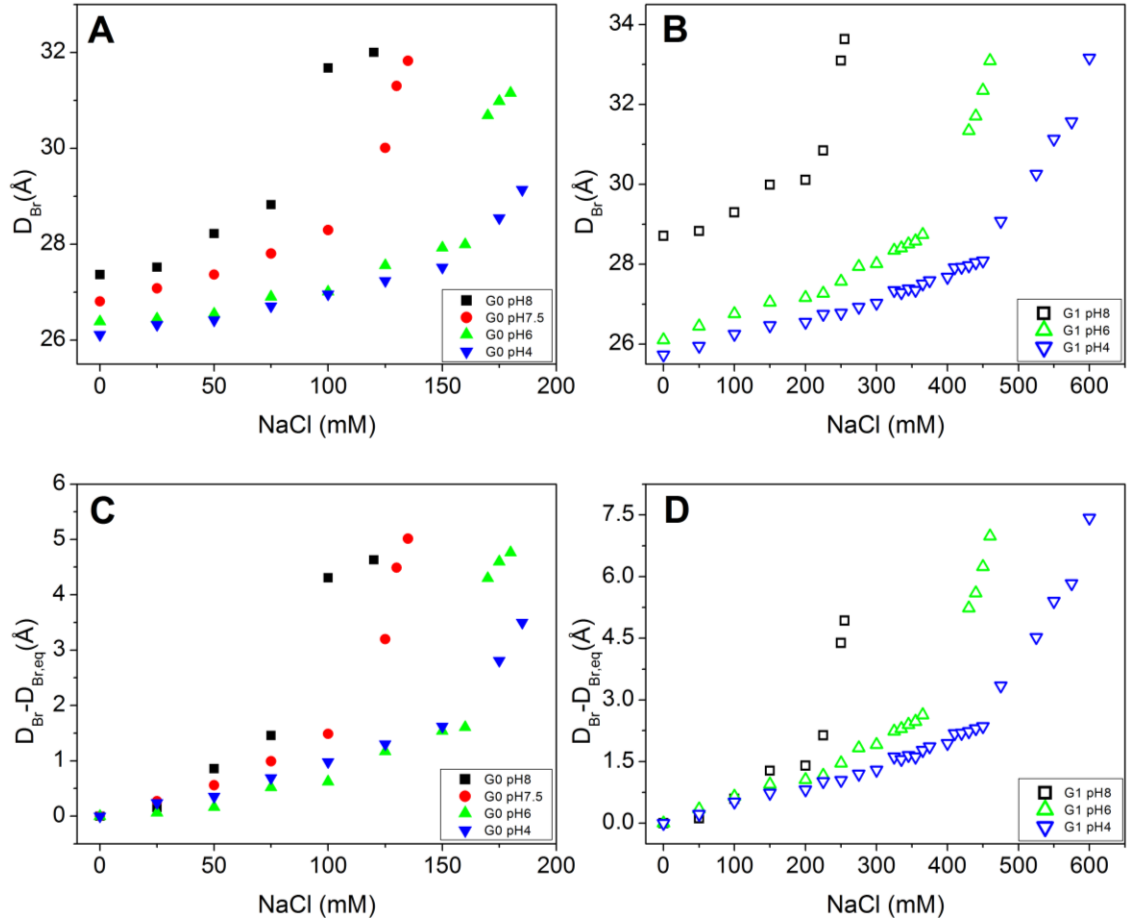 A
D_Br(Å)
32
30
28
26
0 50 100 150 200
NaCl (mM)
G0 pH8
G0 pH7.5
G0 pH6
G0 pH4
B
D_Br(Å)
34
32
30
28
26
0 100 200 300 400 500 600
NaCl (mM)
G1 pH8
G1 pH6
G1 pH4
C
D_Br-D_Br,eq(Å)
6
5
4
3
2
1
0
0 50 100 150 200
NaCl (mM)
G0 pH8
G0 pH7.5
G0 pH6
G0 pH4
D
D_Br-D_Br,eq(Å)
7.5
6.0
4.5
3.0
1.5
0.0
0 100 200 300 400 500 600
NaCl (mM)
G1 pH8
G1 pH6
G1 pH4